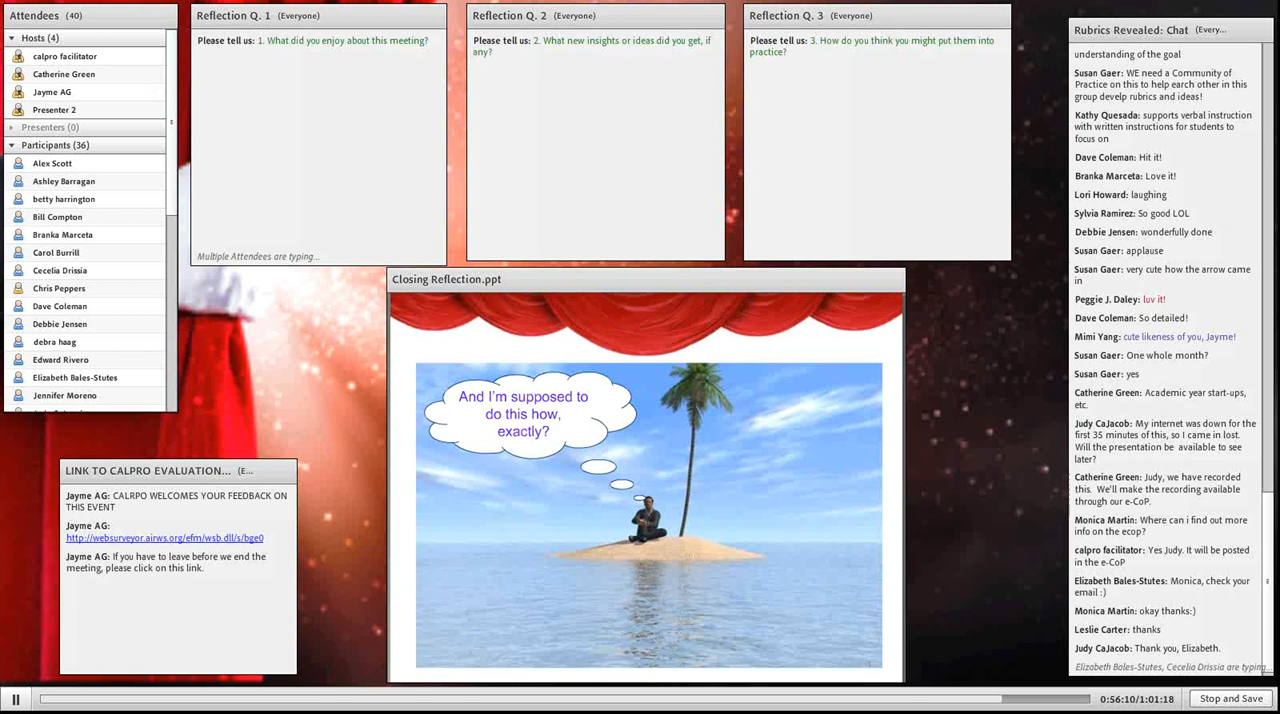 Attendees (40)
Hosts (4)
calpro facilitator
Catherine Green
Jayme AG
Presenter 2
Presenters (0)
Participants (36)
Alex Scott
Ashley Barragan
betty harrington
Bill Compton
Branka Marceta
Carol Burrill
Cecelia Drissia
Chris Peppers
Dave Coleman
Debbie Jensen
debra haag
Edward Rivero
Elizabeth Bales-Stutes
Jennifer Moreno
Reflection Q. 1 (Everyone)
Please tell us: 1. What did you enjoy about this meeting?
Multiple Attendees are typing...
Reflection Q. 2 (Everyone)
Please tell us: 2. What new insights or ideas did you get, if
any?
Reflection Q. 3 (Everyone)
Please tell us: 3. How do you think you might put them into
practice?
Closing Reflection.ppt
And I'm supposed to
do this how,
exactly?
LINK TO CALPRO EVALUATION... (E...
Jayme AG: CALRPO WELCOMES YOUR FEEDBACK ON
THIS EVENT
Jayme AG:
http://websurveyor.airws.org/efm/wsb.dll/s/bge0
Jayme AG: If you have to leave before we end the
meeting, please click on this link.
Rubrics Revealed: Chat (Every...
understanding of the goal
Susan Gaer: WE need a Community of
Practice on this to help earch other in this
group develp rubrics and ideas!
Kathy Quesada: supports verbal instruction
with written instructions for students to
focus on
Dave Coleman: Hit it!
Branka Marceta: Love it!
Lori Howard: laughing
Sylvia Ramirez: So good LOL
Debbie Jensen: wonderfully done
Susan Gaer: applause
Susan Gaer: very cute how the arrow came
in
Peggie J. Daley: luv it!
Dave Coleman: So detailed!
Mimi Yang: cute likeness of you, Jayme!
Susan Gaer: One whole month?
Susan Gaer: yes
Catherine Green: Academic year start-ups,
etc.
Judy CaJacob: My internet was down for the
first 35 minutes of this, so I came in lost.
Will the presentation be available to see
later?
Catherine Green: Judy, we have recorded
this. We'll make the recording available
through our e-CoP.
Monica Martin: Where can i find out more
info on the ecop?
calpro facilitator: Yes Judy. It will be posted
in the e-CoP
Elizabeth Bales-Stutes: Monica, check your
email :)
Monica Martin: okay thanks:)
Leslie Carter: thanks
Judy CaJacob: Thank you, Elizabeth.
Elizabeth Bales-Stutes, Cecelia Drissia are typing...
0:56:10/1:01:18
Stop and Save